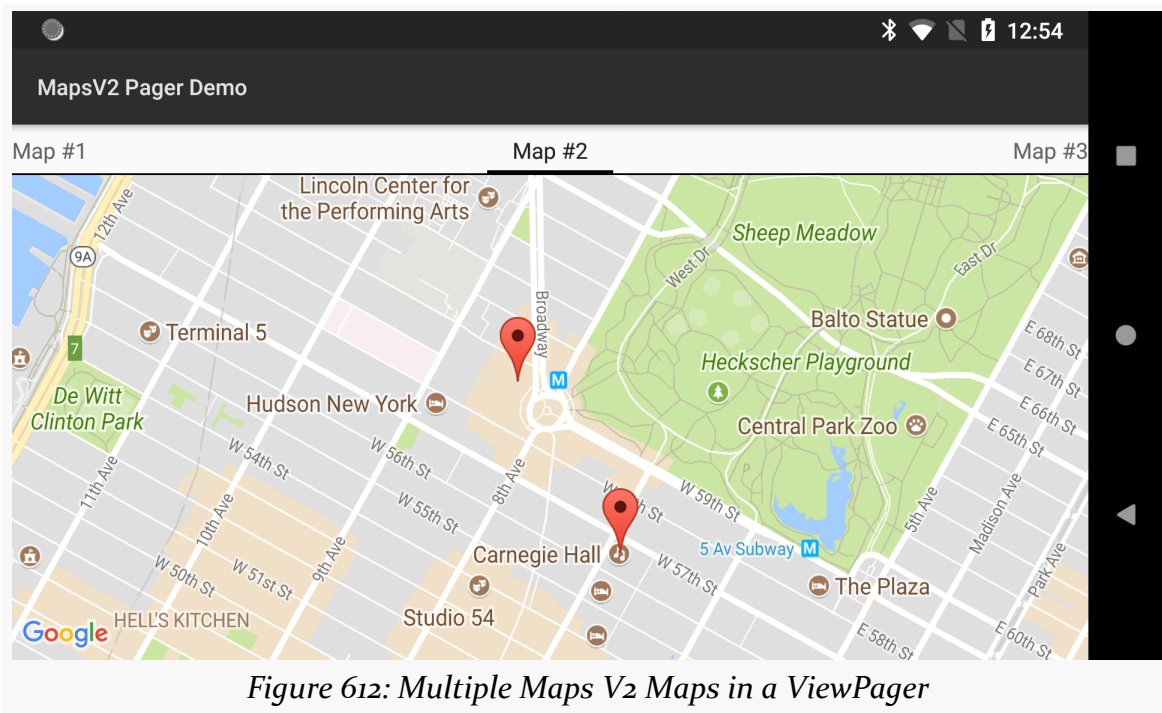 12:54
MapsV2 Pager Demo
Map #1
Map #2
Map #3
Lincoln Center for
the Performing Arts
12th Ave
9A
Sheep Meadow
West Dr
East Dr
Broadway
Terminal 5
Balto Statue
7
E 68th St
Heckscher Playground
E 67th St
M
De Witt
Clinton Park
Hudson New York
E 66th St
Central Park Zoo
E 65th St
W 54th St
W 56th St
11th Ave
8th Ave
W 59th St
10th Ave
W 55th St
h St
5th Ave
Madison Ave
9th Ave
Carnegie Hall
5 Av Subway
M
Park Ave
W 50th St
W 51st St
W 57th St
The Plaza
Studio 54
HELL'S KITCHEN
Google
E 58th St
E 60th St
Figure 612: Multiple Maps V2 Maps in a ViewPager